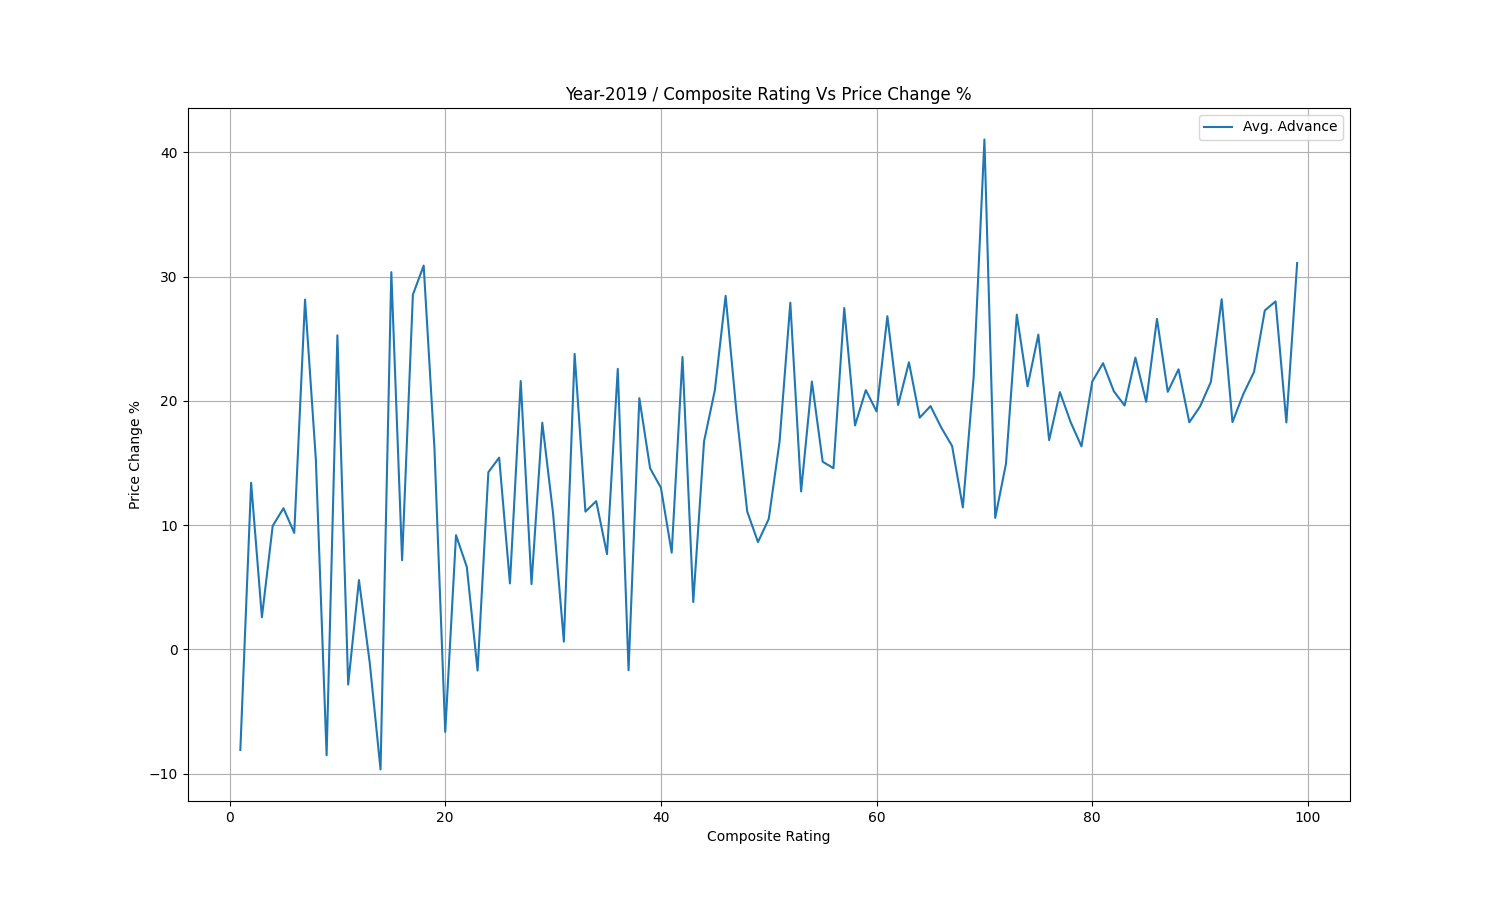 Year-2019 / Composite Rating Vs Price Change %
Avg. Advance
40
30
20
10
0
−10
Price Change %
0 20 40 60 80 100
Composite Rating